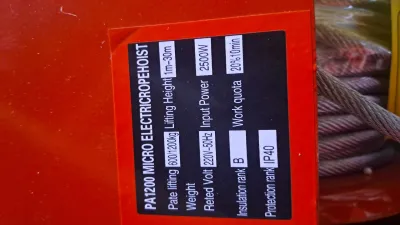 PA1200 MICRO ELECTRICROPEHOIST
Pate lifting 600/1200kg Lifting Height 1m~30m
Weight
Reted Volt 220V~50Hz Input Power 2500W
Insulation rank B Work quota 20%10min
Protection rank IP40